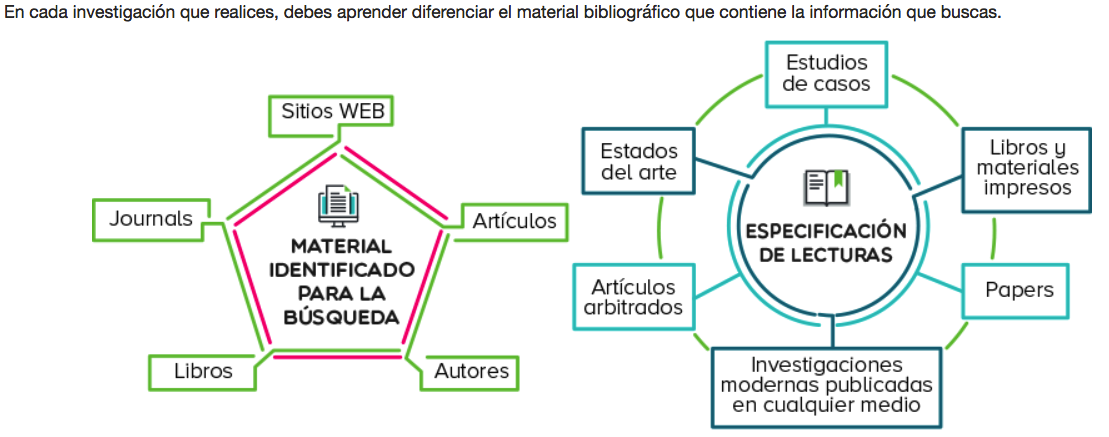 En cada investigación que realices, debes aprender diferenciar el material bibliográfico que contiene la información que buscas.
Sitios WEB
Journals
Artículos
MATERIAL
IDENTIFICADO
PARA LA
BÚSQUEDA
Libros
Autores
Estudios
de casos
Estados
del arte
Libros y
materiales
impresos
ESPECIFICACIÓN
DE LECTURAS
Artículos
arbitrados
Papers
Investigaciones
modernas publicadas
en cualquier medio